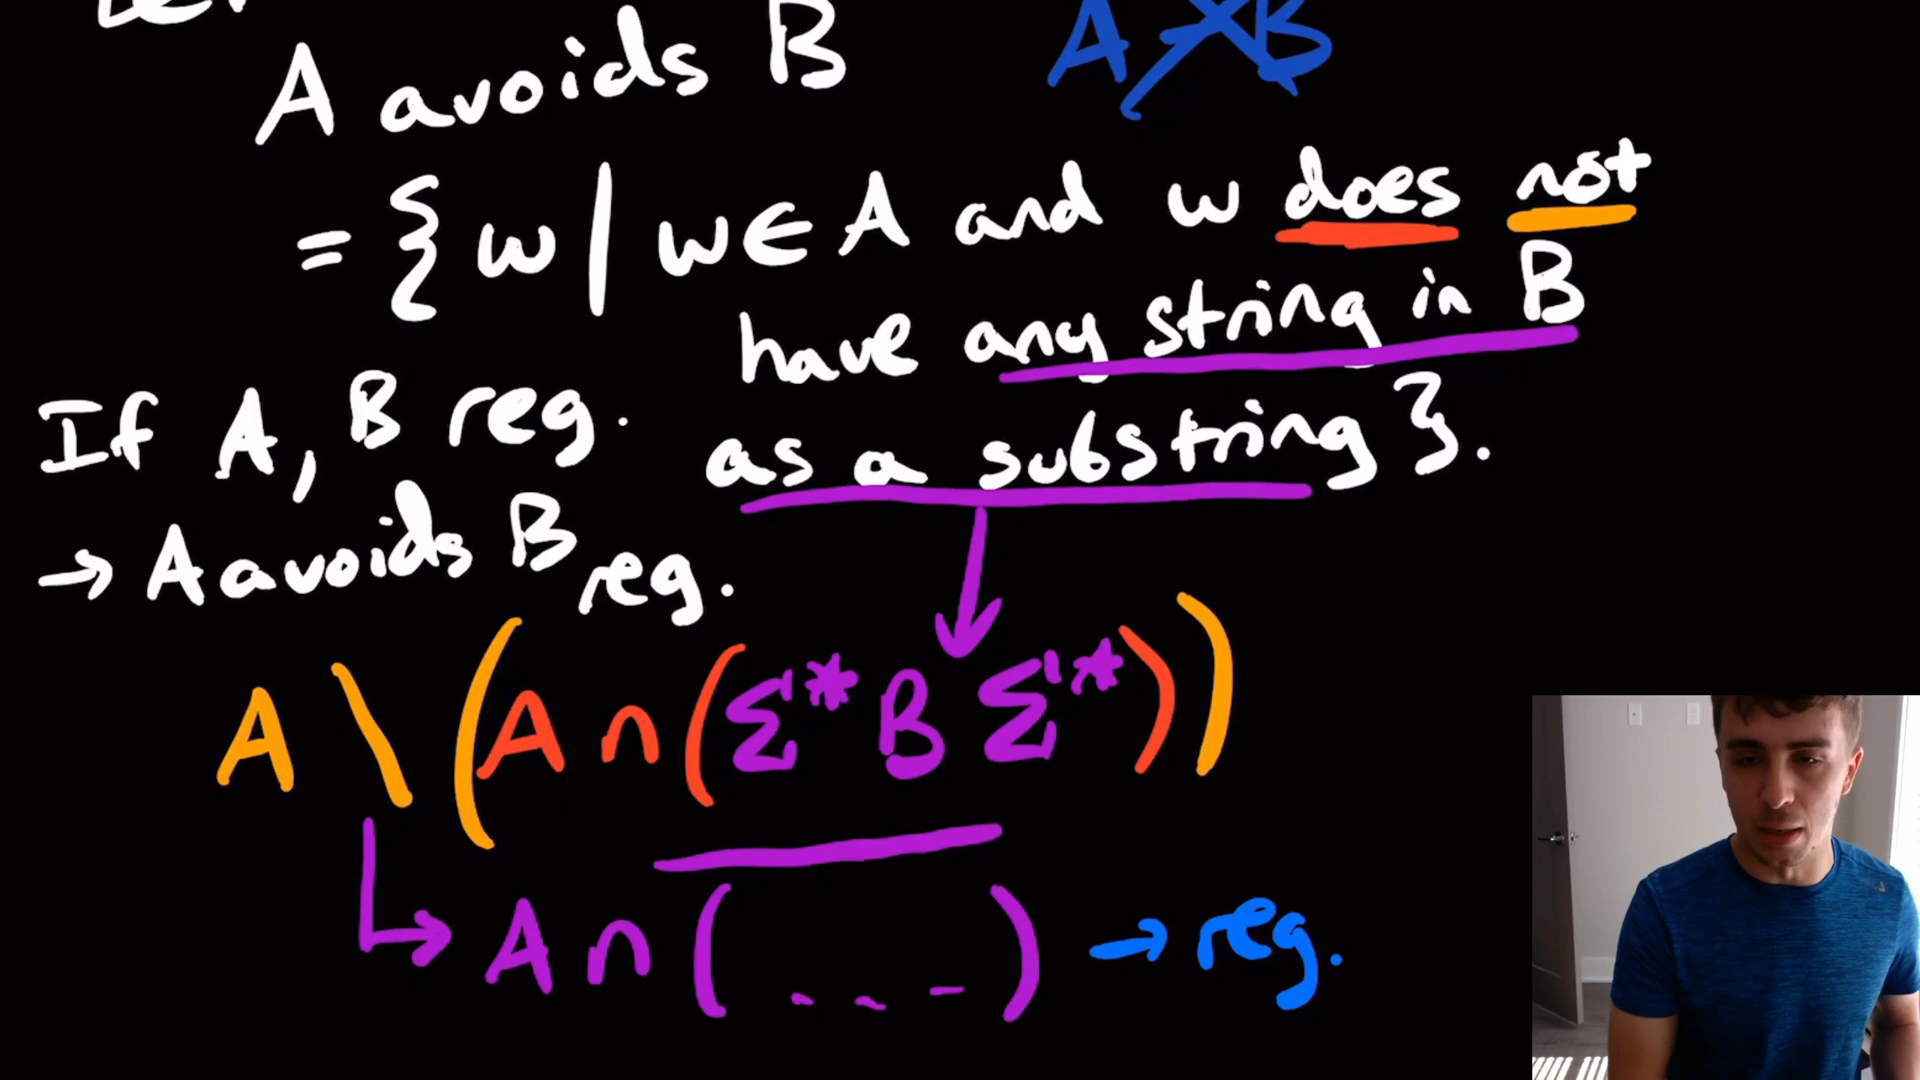 A avoids B
A B
= { w | w ∈ A and w does not
have any string in B
as a substring }.
If A, B reg.
→ A avoids B reg.
A \ (A ∩ (Σ* B Σ*))
A ∩ ( _ _ _ ) → reg.